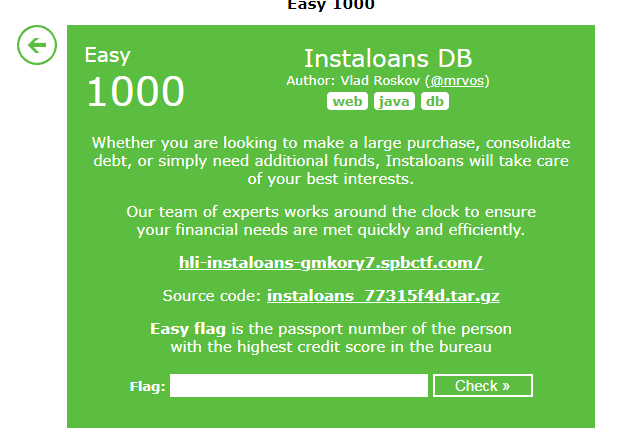 Easy 1000
Easy
1000
Instaloans DB
Author: Vlad Roskov (@mrvos)
web java db
Whether you are looking to make a large purchase, consolidate
debt, or simply need additional funds, Instaloans will take care
of your best interests.
Our team of experts works around the clock to ensure
your financial needs are met quickly and efficiently.
hli-instaloans-gmkory7.spbctf.com/
Source code: instaloans_77315f4d.tar.gz
Easy flag is the passport number of the person
with the highest credit score in the bureau
Flag:
Check »